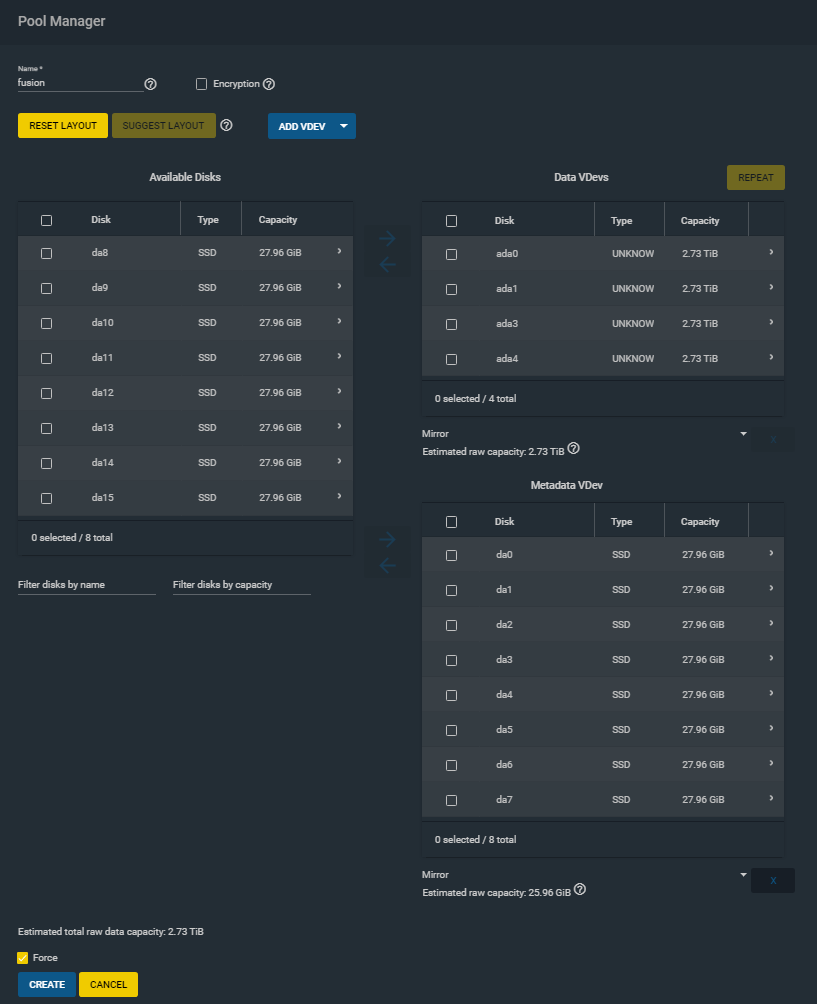 Pool Manager
Name *
fusion
Encryption
RESET LAYOUT SUGGEST LAYOUT ADD VDEV
Available Disks
Disk Type Capacity
da8 SSD 27.96 GiB
da9 SSD 27.96 GiB
da10 SSD 27.96 GiB
da11 SSD 27.96 GiB
da12 SSD 27.96 GiB
da13 SSD 27.96 GiB
da14 SSD 27.96 GiB
da15 SSD 27.96 GiB
0 selected / 8 total
Filter disks by name Filter disks by capacity
Data VDevs REPEAT
Disk Type Capacity
ada0 UNKNOW 2.73 TiB
ada1 UNKNOW 2.73 TiB
ada3 UNKNOW 2.73 TiB
ada4 UNKNOW 2.73 TiB
0 selected / 4 total
Mirror X
Estimated raw capacity: 2.73 TiB
Metadata VDev
Disk Type Capacity
da0 SSD 27.96 GiB
da1 SSD 27.96 GiB
da2 SSD 27.96 GiB
da3 SSD 27.96 GiB
da4 SSD 27.96 GiB
da5 SSD 27.96 GiB
da6 SSD 27.96 GiB
da7 SSD 27.96 GiB
0 selected / 8 total
Mirror X
Estimated raw capacity: 25.96 GiB
Estimated total raw data capacity: 2.73 TiB
Force
CREATE CANCEL